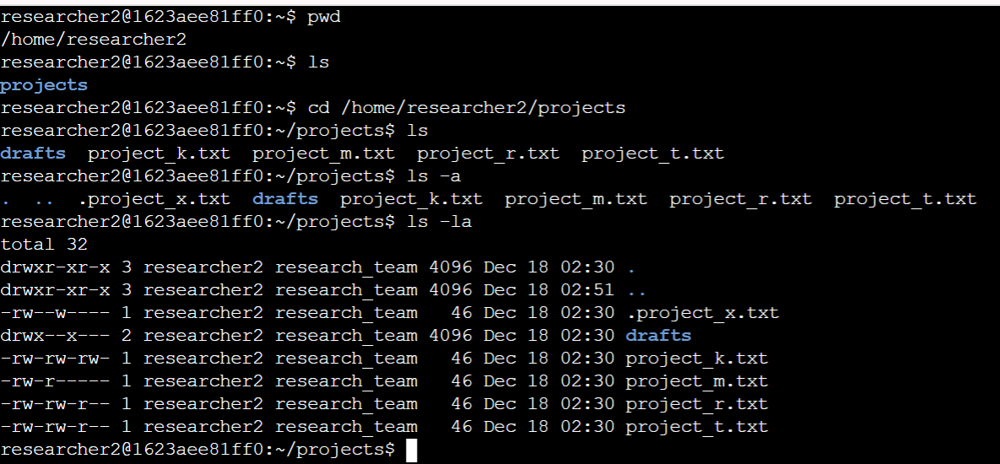 researcher2@1623aee81ff0:~$ pwd
/home/researcher2
researcher2@1623aee81ff0:~$ ls
projects
researcher2@1623aee81ff0:~$ cd /home/researcher2/projects
researcher2@1623aee81ff0:~/projects$ ls
drafts  project_k.txt  project_m.txt  project_r.txt  project_t.txt
researcher2@1623aee81ff0:~/projects$ ls -a
.  ..  .project_x.txt  drafts  project_k.txt  project_m.txt  project_r.txt  project_t.txt
researcher2@1623aee81ff0:~/projects$ ls -la
total 32
drwxr-xr-x 3 researcher2 research_team 4096 Dec 18 02:30 .
drwxr-xr-x 3 researcher2 research_team 4096 Dec 18 02:51 ..
-rw--w---- 1 researcher2 research_team   46 Dec 18 02:30 .project_x.txt
drwx--x--- 2 researcher2 research_team 4096 Dec 18 02:30 drafts
-rw-rw-rw- 1 researcher2 research_team   46 Dec 18 02:30 project_k.txt
-rw-r----- 1 researcher2 research_team   46 Dec 18 02:30 project_m.txt
-rw-rw-r-- 1 researcher2 research_team   46 Dec 18 02:30 project_r.txt
-rw-rw-r-- 1 researcher2 research_team   46 Dec 18 02:30 project_t.txt
researcher2@1623aee81ff0:~/projects$